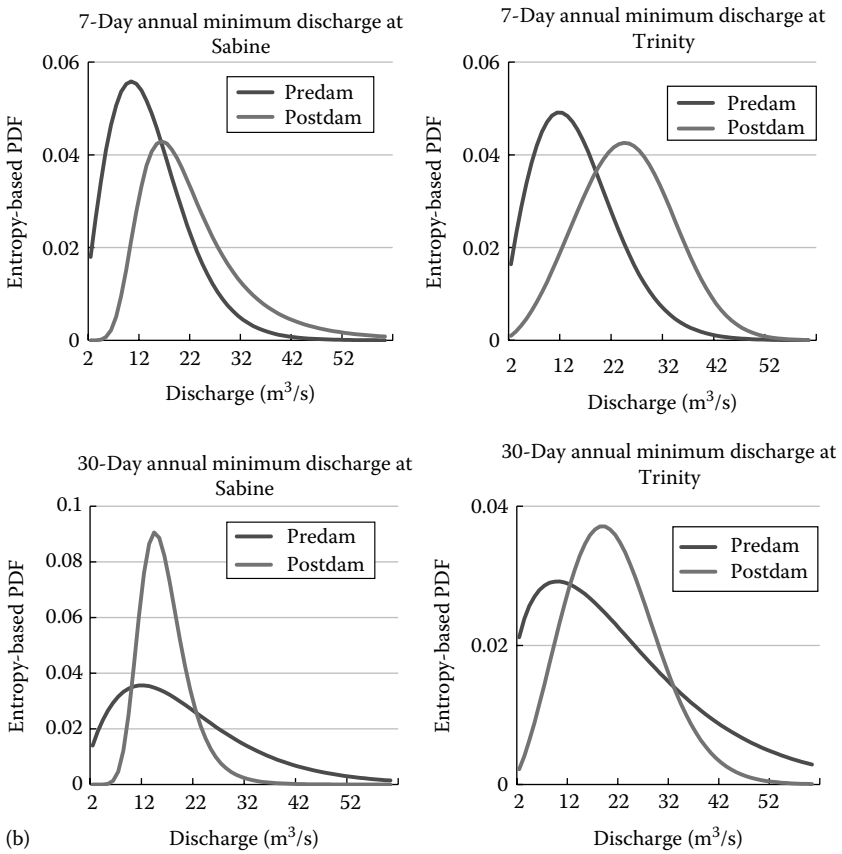 7-Day annual minimum discharge at
Sabine
0.06
0.04
0.02
0
Entropy-based PDF
Predam
Postdam
2 12 22 32 42 52
Discharge (m³/s)
7-Day annual minimum discharge at
Trinity
0.06
0.04
0.02
0
Entropy-based PDF
Predam
Postdam
2 12 22 32 42 52
Discharge (m³/s)
30-Day annual minimum discharge at
Sabine
0.1
0.08
0.06
0.04
0.02
0
Entropy-based PDF
Predam
Postdam
2 12 22 32 42 52
Discharge (m³/s)
30-Day annual minimum discharge at
Trinity
0.04
0.02
0
Entropy-based PDF
Predam
Postdam
2 12 22 32 42 52
Discharge (m³/s)
(b)